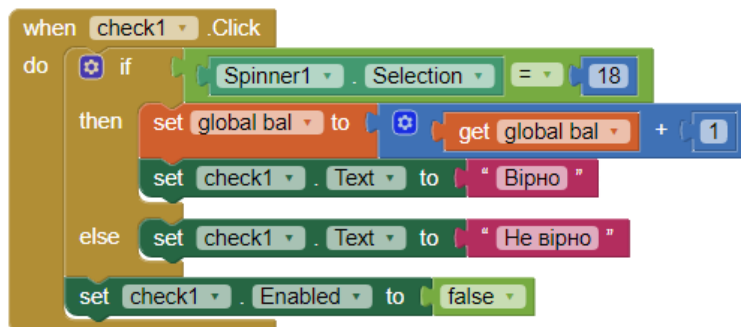 when check1 .Click
do if Spinner1 . Selection = 18
then set global bal to get global bal + 1
set check1 . Text to " Вірно "
else set check1 . Text to " Не вірно "
set check1 . Enabled to false